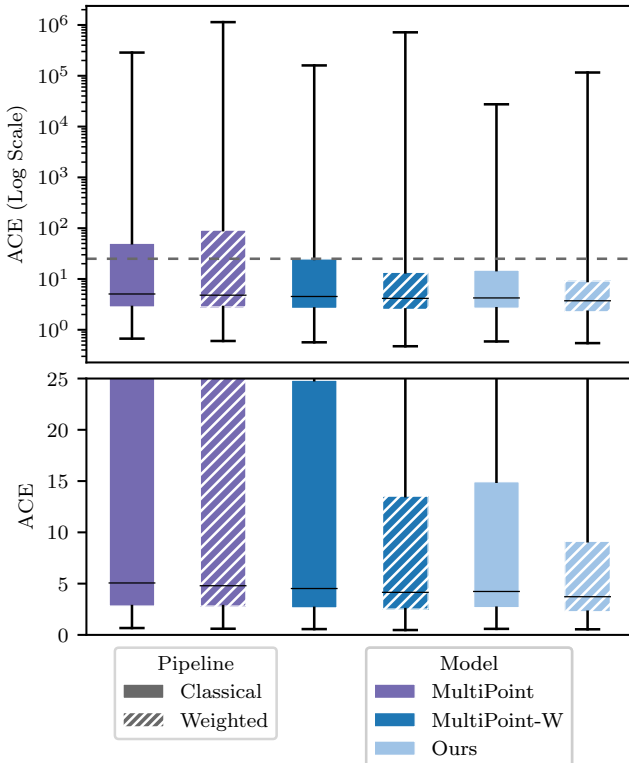 ACE (Log Scale)
10^6
10^5
10^4
10^3
10^2
10^1
10^0
ACE
25
20
15
10
5
0
Pipeline
Classical
Weighted
Model
MultiPoint
MultiPoint-W
Ours